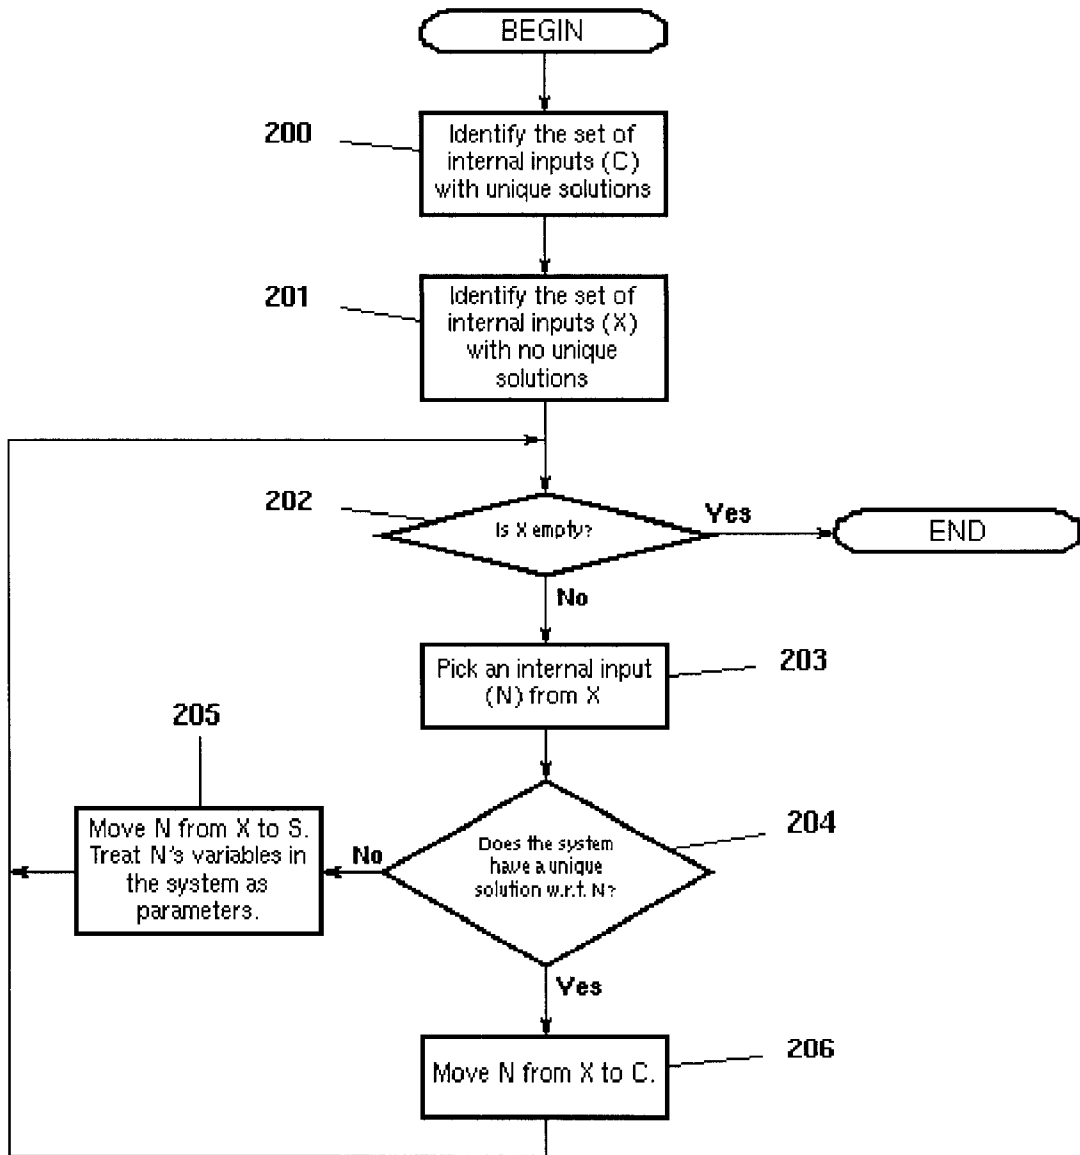 BEGIN
200
Identify the set of
internal inputs (C)
with unique solutions
201
Identify the set of
internal inputs (X)
with no unique
solutions
202
Is X empty?
Yes
END
No
Pick an internal input
(N) from X
203
205
Move N from X to S.
Treat N's variables in
the system as
parameters.
No
Does the system
have a unique
solution w.r.t. N?
204
Yes
Move N from X to C.
206